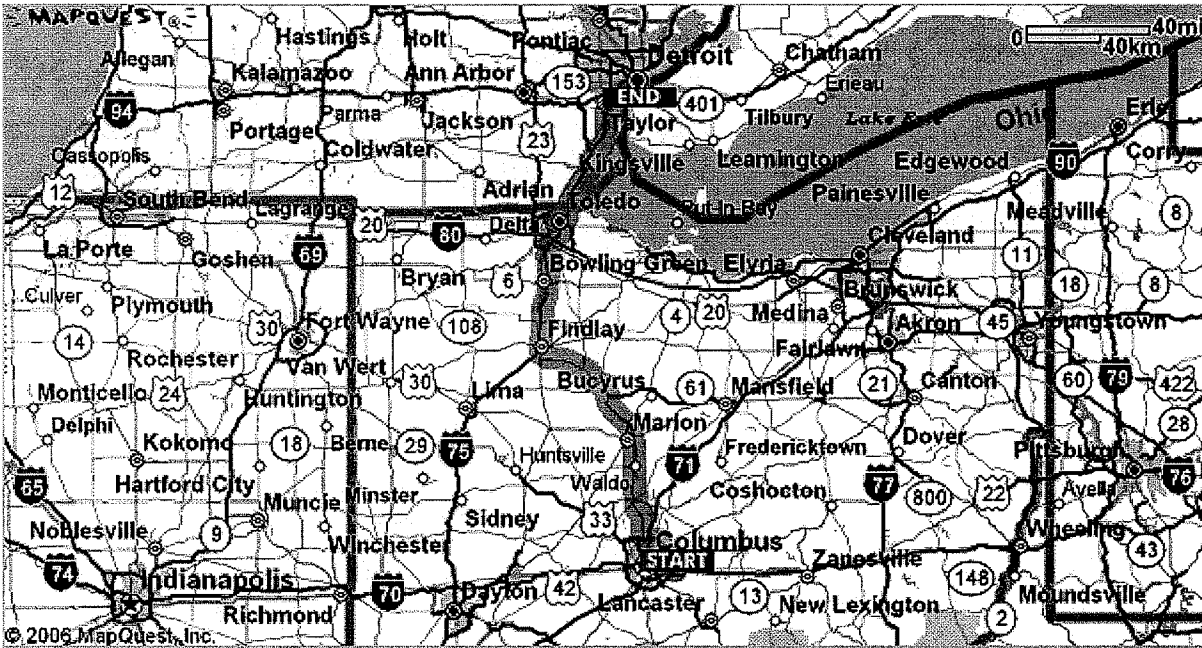 MAPQUEST
Hastings Holt Pontiac Detroit Chatham 0 40mi
40km
Allegan Kalamazoo Ann Arbor 153 END 401 Erieau
94 Portage Parma Jackson 23 Taylor Tilbury Lake Erie Ohio Erie
Cassopolis Coldwater Kingsville Leamington Edgewood 90 Corry
12 South Bend Lagrange Adrian Toledo Put-In-Bay Painesville Meadville 8
La Porte Goshen 69 20 80 Delta Cleveland 11
Culver Plymouth Bryan 6 Bowling Green Elyria Brunswick 18 8
14 30 Fort Wayne 108 Findlay 4 20 Medina Akron 45 Youngstown
Rochester Van Wert Fairlawn
Monticello 24 Huntington 30 Lima Bucyrus 61 Mansfield 21 Canton 60 79 422
Delphi Kokomo 18 Berne 29 75 Marion Fredericktown Dover 28
65 Hartford City Huntsville Waldo 71 77 Pittsburgh 76
Muncie Minster Coshocton 800 22 Avella
Noblesville 9 Winchester Sidney 33 Columbus Zanesville Wheeling 43
74 Indianapolis START 148
Richmond 70 Dayton 42 Lancaster 13 New Lexington 2 Moundsville
© 2006 MapQuest, Inc.